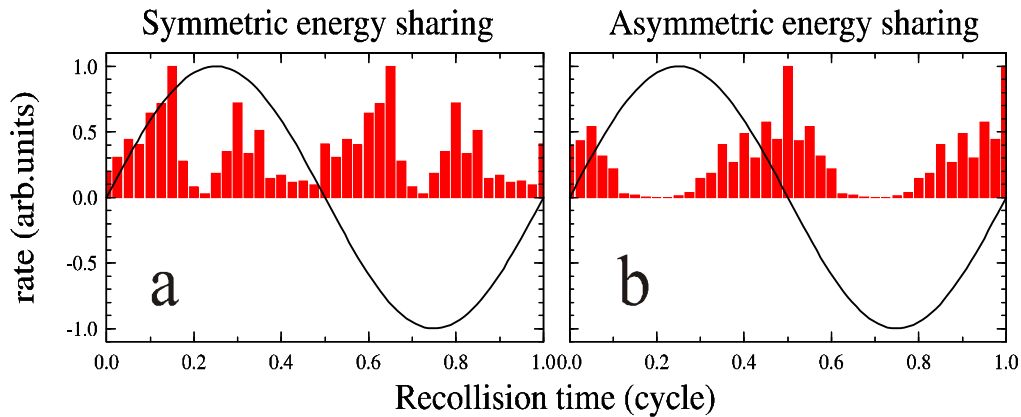 Symmetric energy sharing
Asymmetric energy sharing
rate (arb.units)
1.0
0.5
0.0
-0.5
-1.0
a
b
0.0 0.2 0.4 0.6 0.8 1.0
0.0 0.2 0.4 0.6 0.8 1.0
Recollision time (cycle)